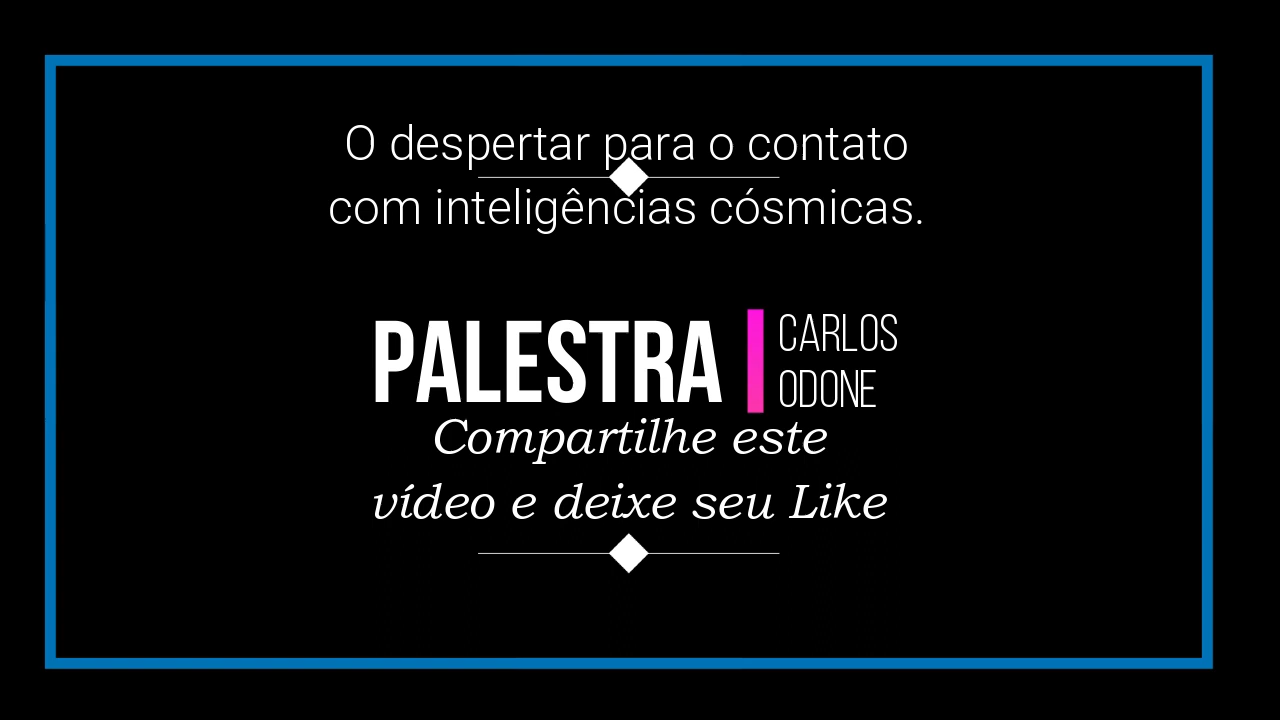 O despertar para o contato
com inteligências cósmicas.
PALESTRA
CARLOS
ODONE
Compartilhe este
vídeo e deixe seu Like